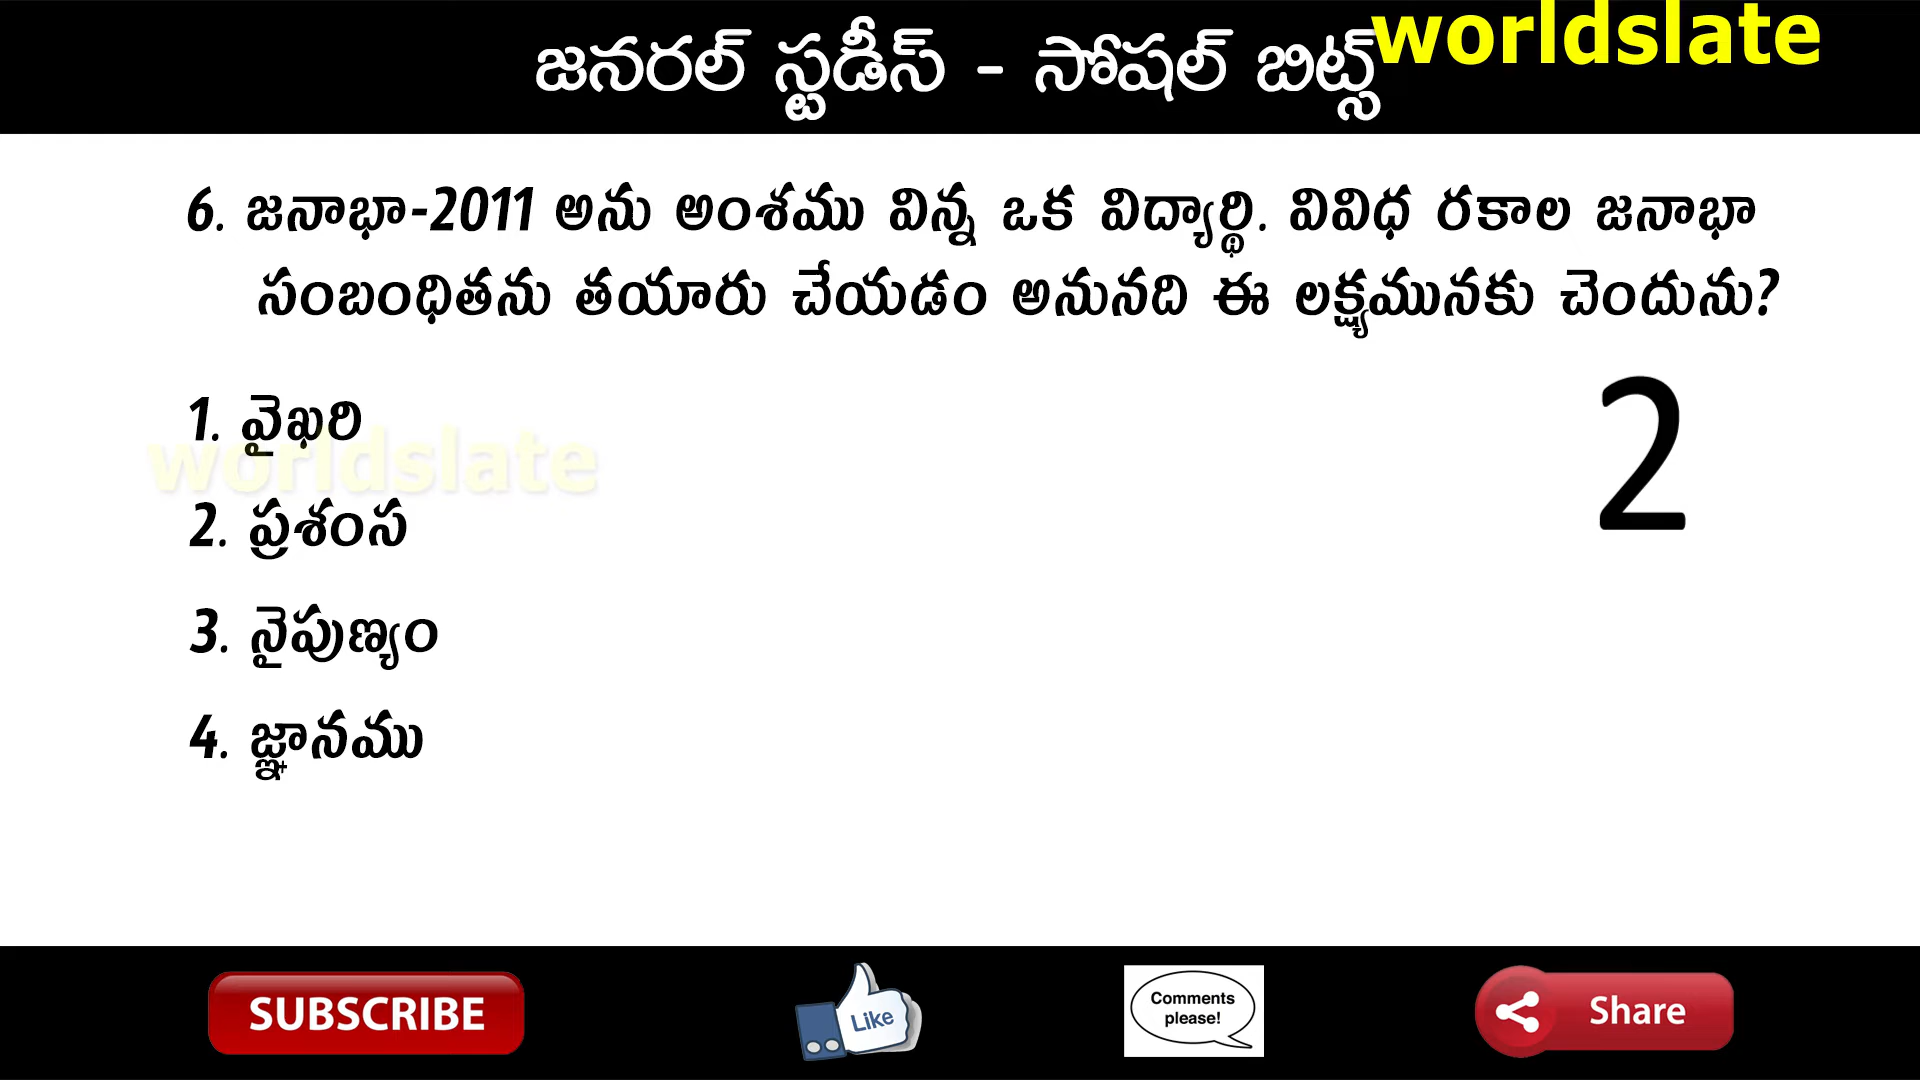 జనరల్ స్టడీస్ - సోషల్ బిట్స్
worldslate
6. జనాభా-2011 అను అంశము విన్న ఒక విద్యార్థి. వివిధ రకాల జనాభా
సంబంధితను తయారు చేయడం అనునది ఈ లక్ష్యమునకు చెందును?
1. వైఖరి
worldslate
2. ప్రశంస
3. నైపుణ్యం
4. జ్ఞానము
2
SUBSCRIBE
Like
Comments
please!
Share